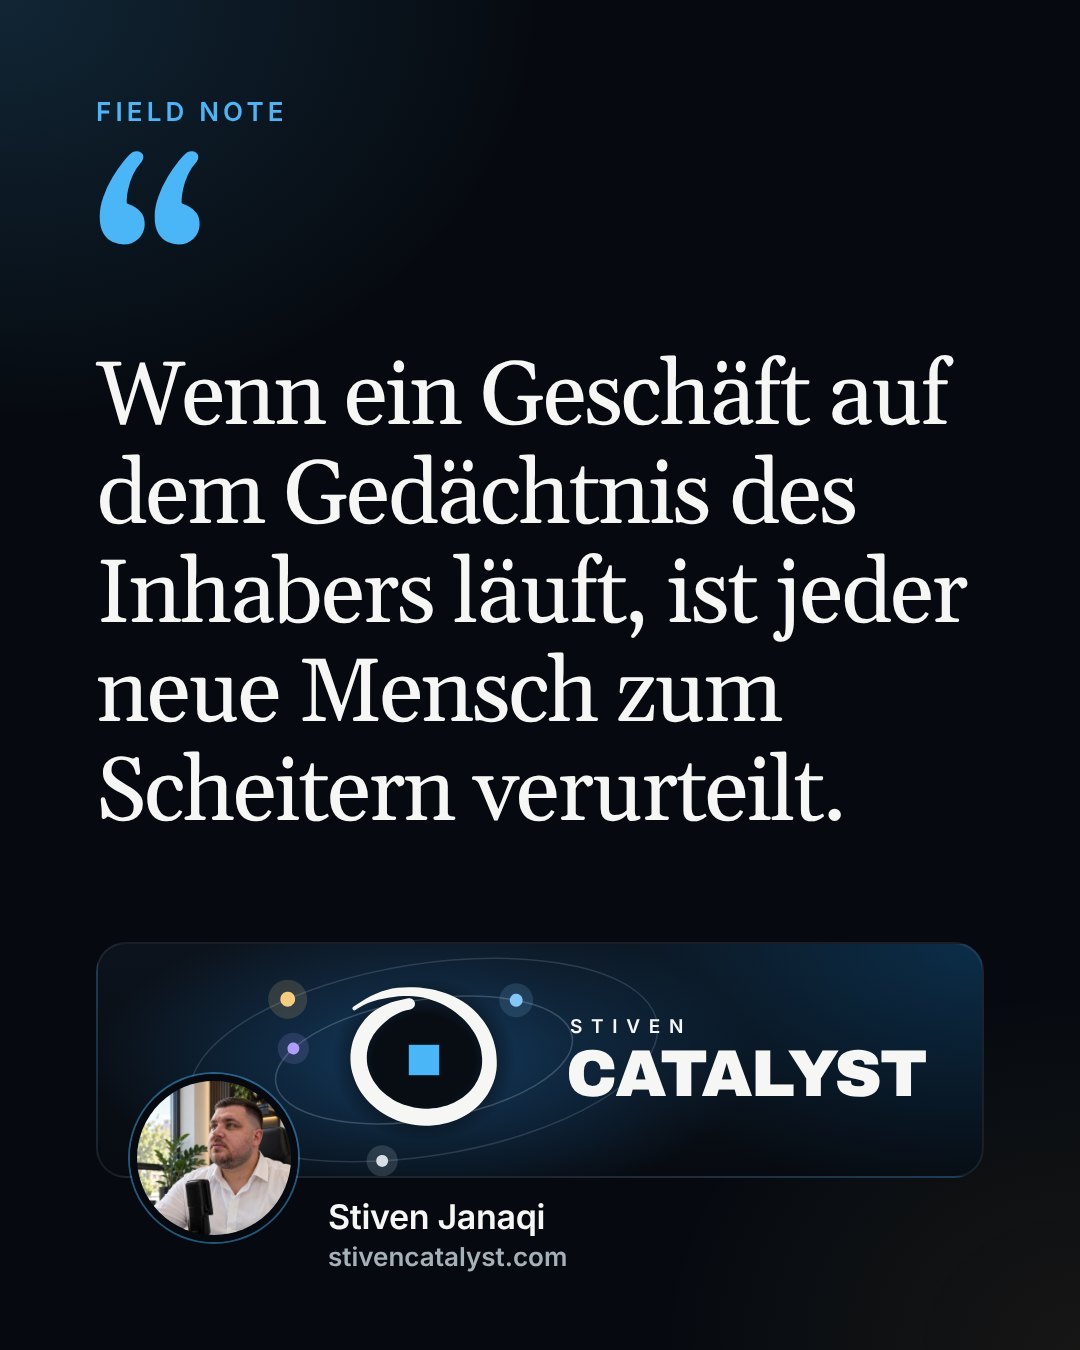 FIELD NOTE
“
Wenn ein Geschäft auf
dem Gedächtnis des
Inhabers läuft, ist jeder
neue Mensch zum
Scheitern verurteilt.
STIVEN
CATALYST
Stiven Janaqi
stivencatalyst.com